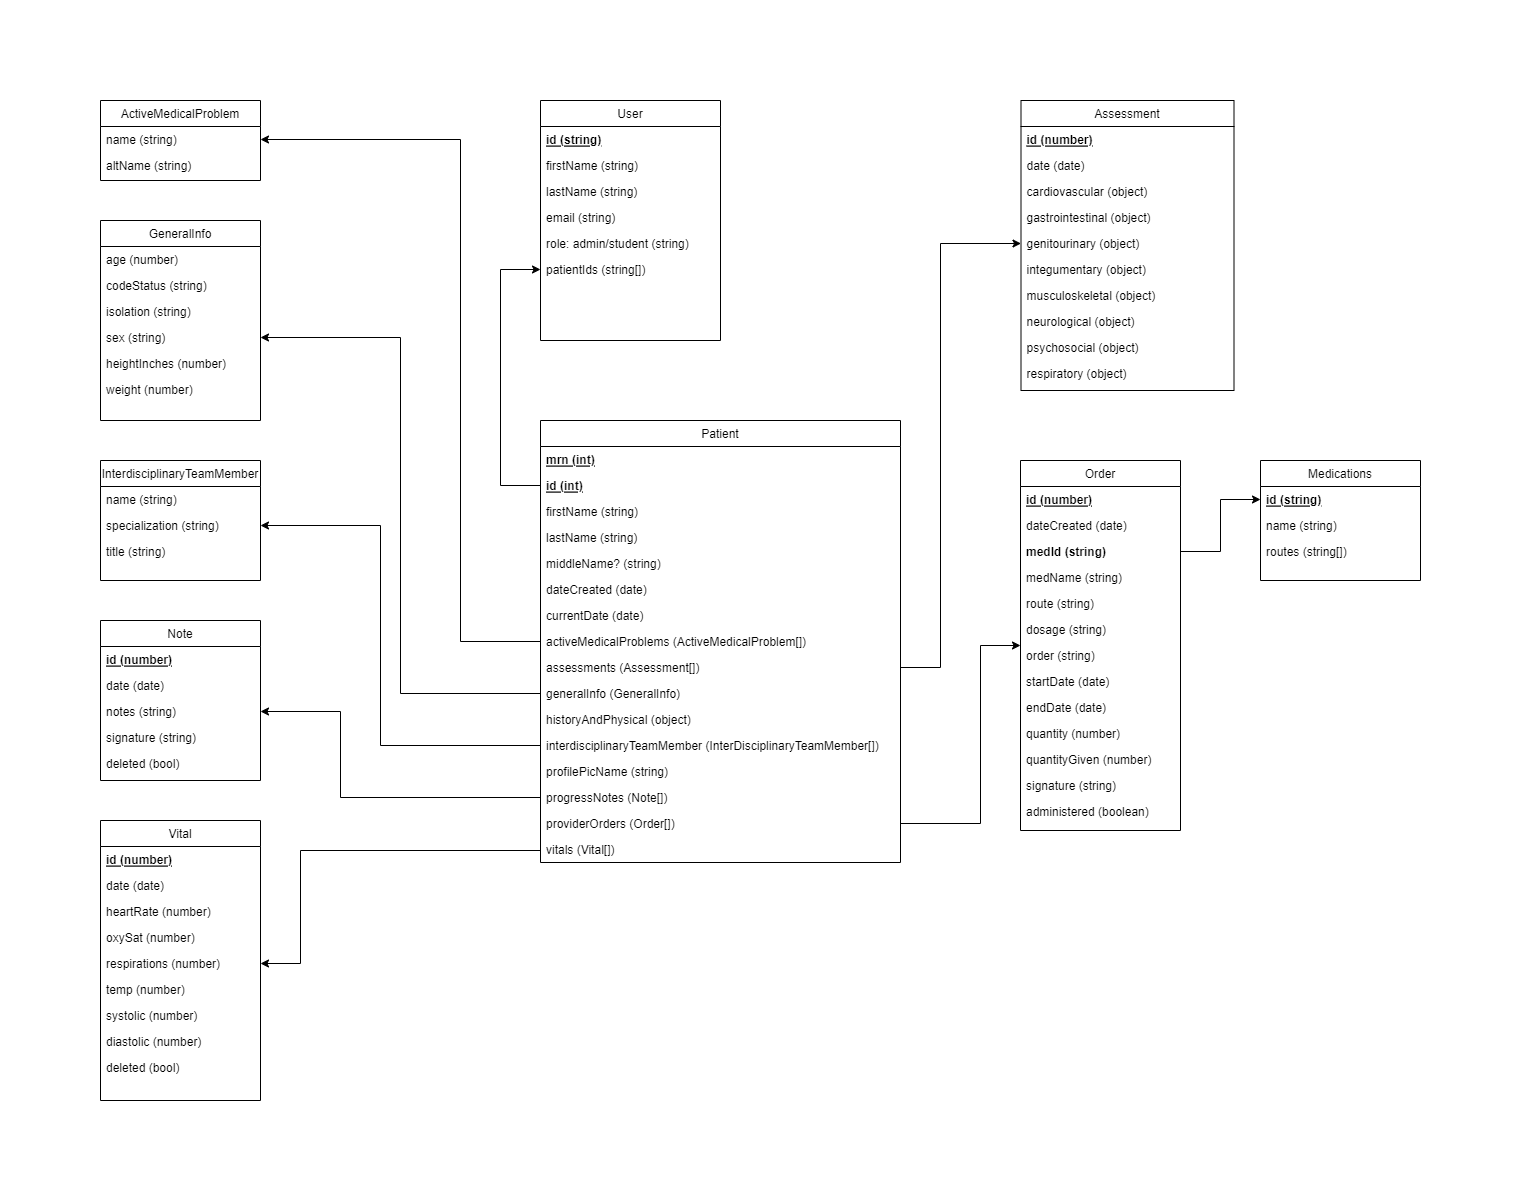 ActiveMedicalProblem
name (string)
altName (string)
GeneralInfo
age (number)
codeStatus (string)
isolation (string)
sex (string)
heightInches (number)
weight (number)
InterdisciplinaryTeamMember
name (string)
specialization (string)
title (string)
Note
id (number)
date (date)
notes (string)
signature (string)
deleted (bool)
Vital
id (number)
date (date)
heartRate (number)
oxySat (number)
respirations (number)
temp (number)
systolic (number)
diastolic (number)
deleted (bool)
User
id (string)
firstName (string)
lastName (string)
email (string)
role: admin/student (string)
patientIds (string[])
Patient
mrn (int)
id (int)
firstName (string)
lastName (string)
middleName? (string)
dateCreated (date)
currentDate (date)
activeMedicalProblems (ActiveMedicalProblem[])
assessments (Assessment[])
generalInfo (GeneralInfo)
historyAndPhysical (object)
interdisciplinaryTeamMember (InterDisciplinaryTeamMember[])
profilePicName (string)
progressNotes (Note[])
providerOrders (Order[])
vitals (Vital[])
Assessment
id (number)
date (date)
cardiovascular (object)
gastrointestinal (object)
genitourinary (object)
integumentary (object)
musculoskeletal (object)
neurological (object)
psychosocial (object)
respiratory (object)
Order
id (number)
dateCreated (date)
medId (string)
medName (string)
route (string)
dosage (string)
order (string)
startDate (date)
endDate (date)
quantity (number)
quantityGiven (number)
signature (string)
administered (boolean)
Medications
id (string)
name (string)
routes (string[])